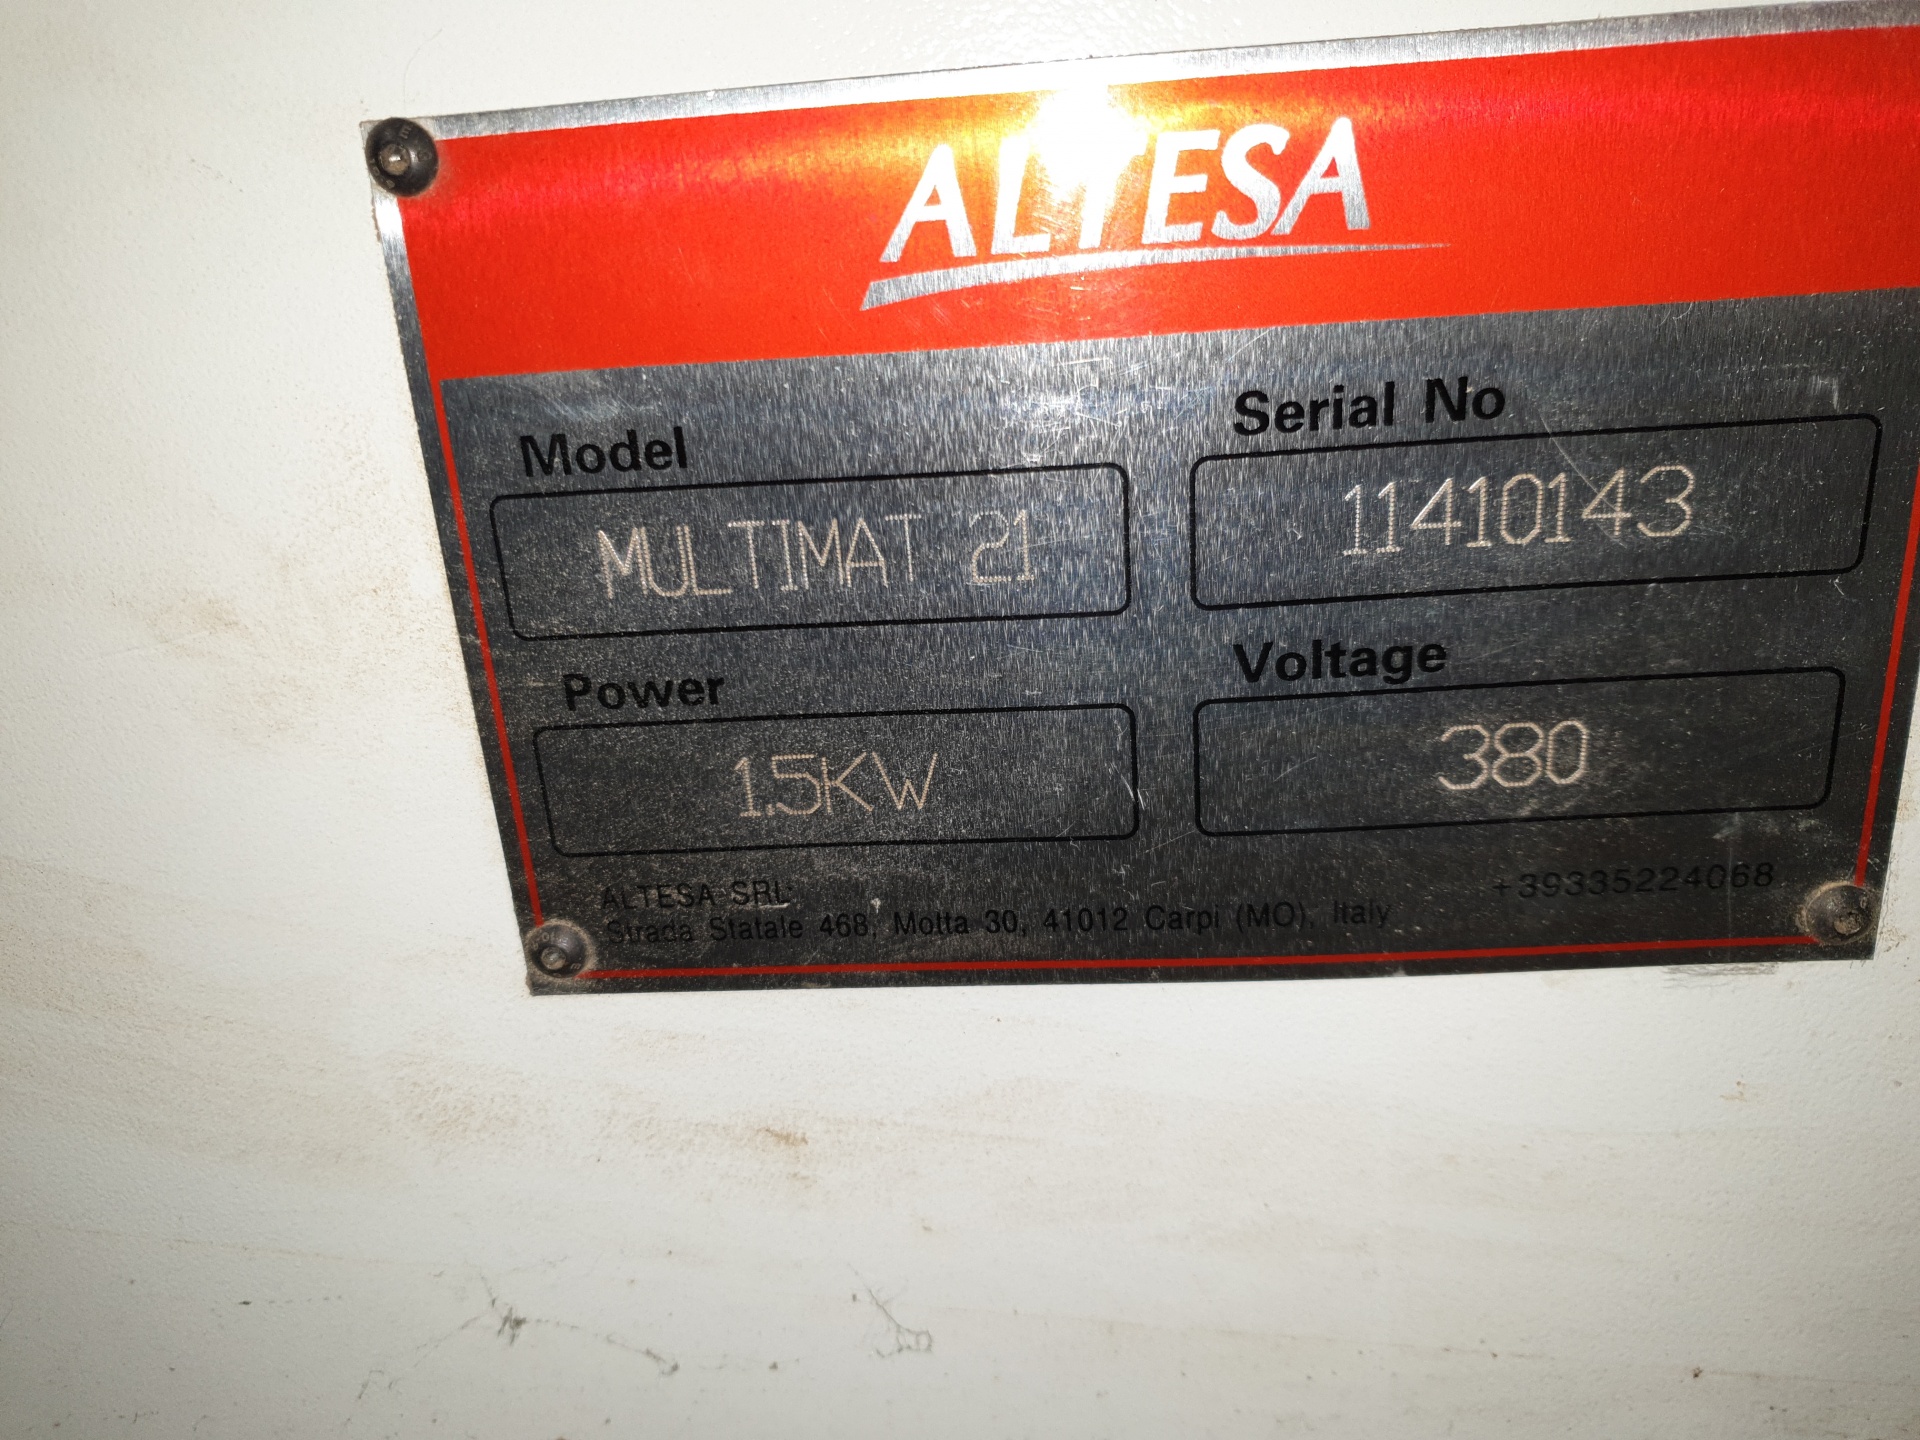 ALTESA
Model
Serial No
MULTIMAT 21
11410143
Power
Voltage
1.5KW
380
ALTESA SRL
+39335224068
Strada Statale 468, Motta 30, 41012 Carpi (MO), Italy